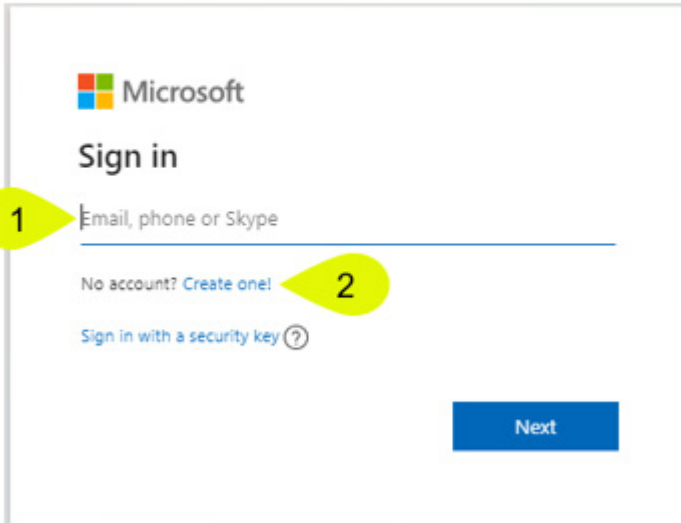 Microsoft
Sign in
1
Email, phone or Skype
No account? Create one! 2
Sign in with a security key ?
Next